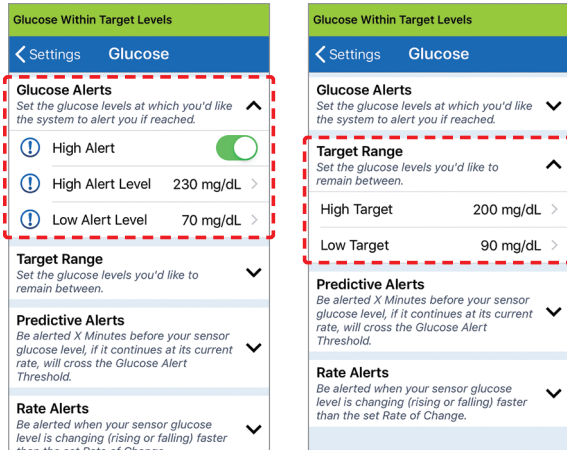 Glucose Within Target Levels
Settings Glucose
Glucose Alerts
Set the glucose levels at which you'd like
the system to alert you if reached.
High Alert
High Alert Level 230 mg/dL
Low Alert Level 70 mg/dL
Target Range
Set the glucose levels you'd like to
remain between.
Predictive Alerts
Be alerted X Minutes before your sensor
glucose level, if it continues at its current
rate, will cross the Glucose Alert
Threshold.
Rate Alerts
Be alerted when your sensor glucose
level is changing (rising or falling) faster
than the set Rate of Change.
Glucose Within Target Levels
Settings Glucose
Glucose Alerts
Set the glucose levels at which you'd like
the system to alert you if reached.
Target Range
Set the glucose levels you'd like to
remain between.
High Target 200 mg/dL
Low Target 90 mg/dL
Predictive Alerts
Be alerted X Minutes before your sensor
glucose level, if it continues at its current
rate, will cross the Glucose Alert
Threshold.
Rate Alerts
Be alerted when your sensor glucose
level is changing (rising or falling) faster
than the set Rate of Change.